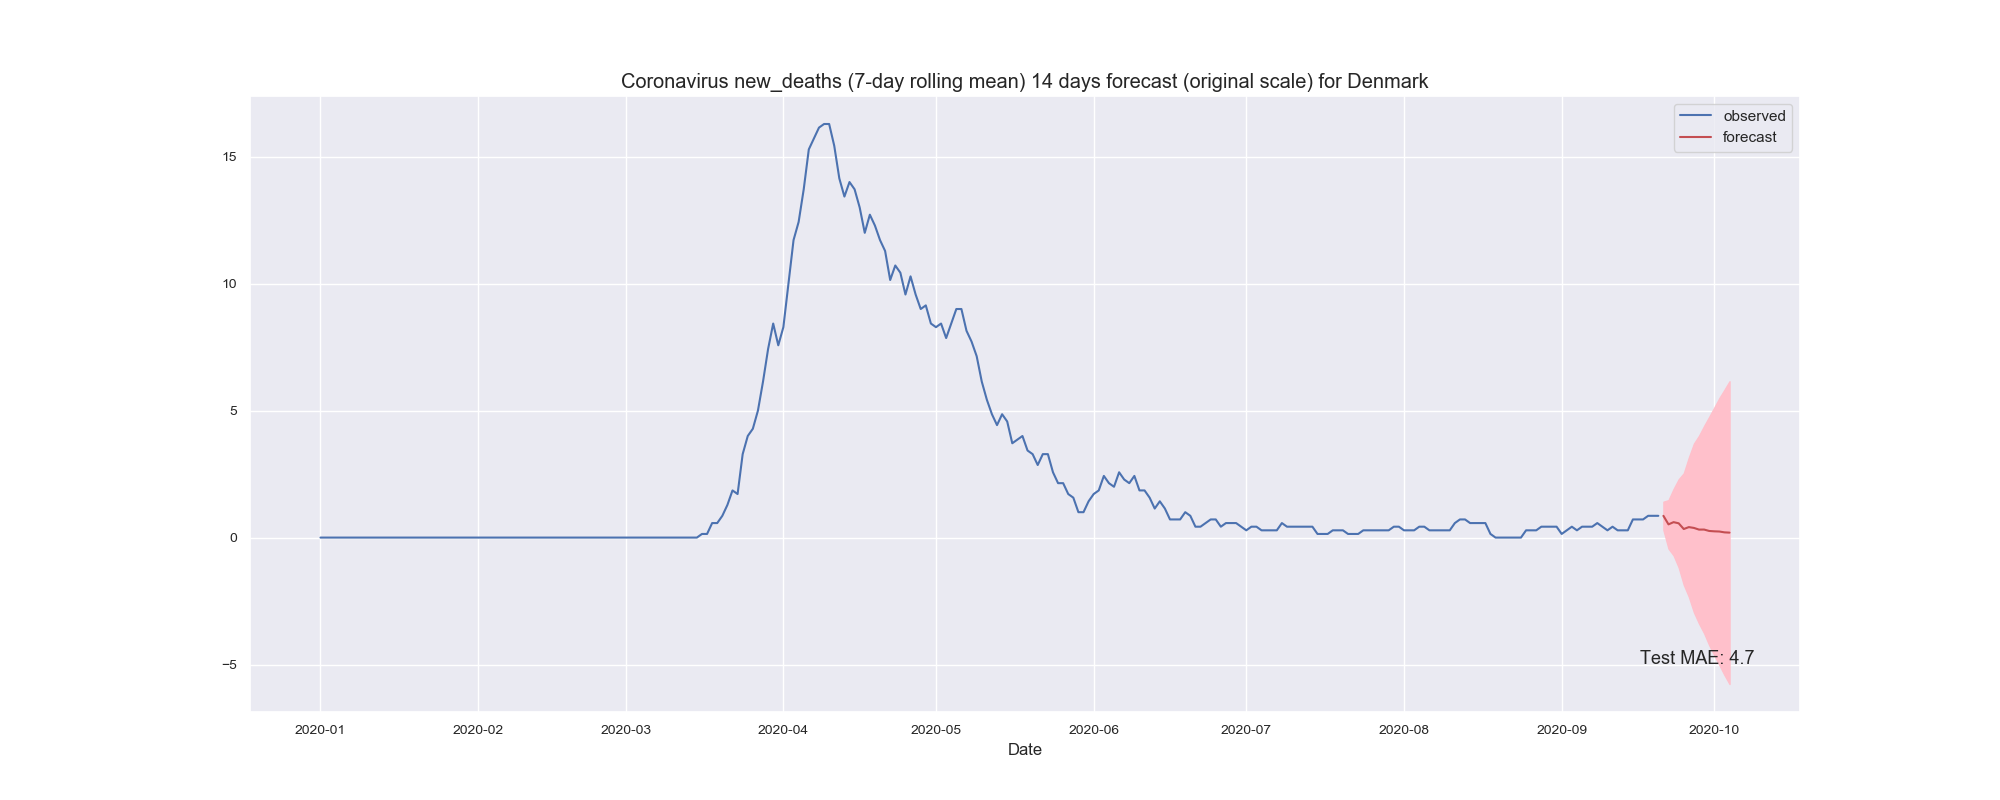 Coronavirus new_deaths (7-day rolling mean) 14 days forecast (original scale) for Denmark
observed
forecast
15
10
5
0
−5
Test MAE: 4.7
2020-01 2020-02 2020-03 2020-04 2020-05 2020-06 2020-07 2020-08 2020-09 2020-10
Date